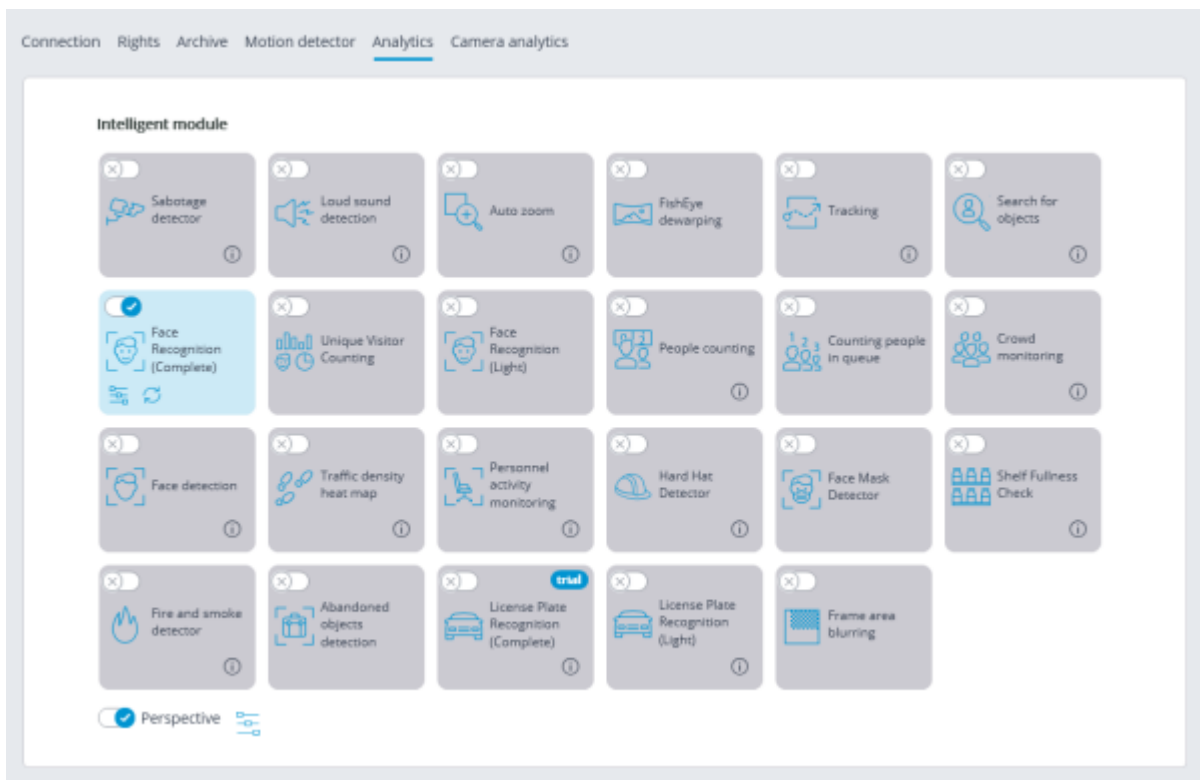 Connection Rights Archive Motion detector Analytics Camera analytics
Intelligent module
Sabotage
detector
Loud sound
detection
Auto zoom
FishEye
dewarping
Tracking
Search for
objects
Face
Recognition
(Complete)
Unique Visitor
Counting
Face
Recognition
(Light)
People counting
1 2 3
Counting people
in queue
Crowd
monitoring
Face detection
Traffic density
heat map
Personnel
activity
monitoring
Hard Hat
Detector
Face Mask
Detector
Shelf Fullness
Check
Fire and smoke
detector
Abandoned
objects
detection
trial
License Plate
Recognition
(Complete)
License Plate
Recognition
(Light)
Frame area
blurring
Perspective